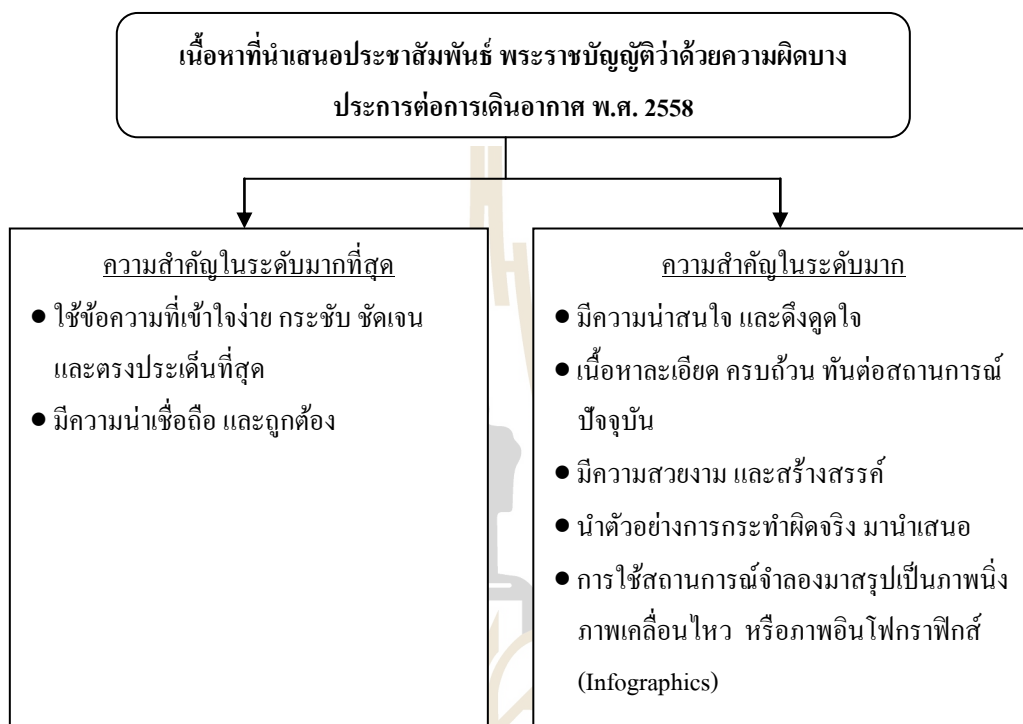 เนื้อหาที่นำเสนอประชาสัมพันธ์ พระราชบัญญัติว่าด้วยความผิดบาง
ประการต่อการเดินอากาศ พ.ศ. 2558
ความสำคัญในระดับมากที่สุด
● ใช้ข้อความที่เข้าใจง่าย กระชับ ชัดเจน
และตรงประเด็นที่สุด
● มีความน่าเชื่อถือ และถูกต้อง
ความสำคัญในระดับมาก
● มีความน่าสนใจ และดึงดูดใจ
● เนื้อหาละเอียด ครบถ้วน ทันต่อสถานการณ์
ปัจจุบัน
● มีความสวยงาม และสร้างสรรค์
● นำตัวอย่างการกระทำผิดจริง มานำเสนอ
● การใช้สถานการณ์จำลองมาสรุปเป็นภาพนิ่ง
ภาพเคลื่อนไหว หรือภาพอินโฟกราฟิกส์
(Infographics)